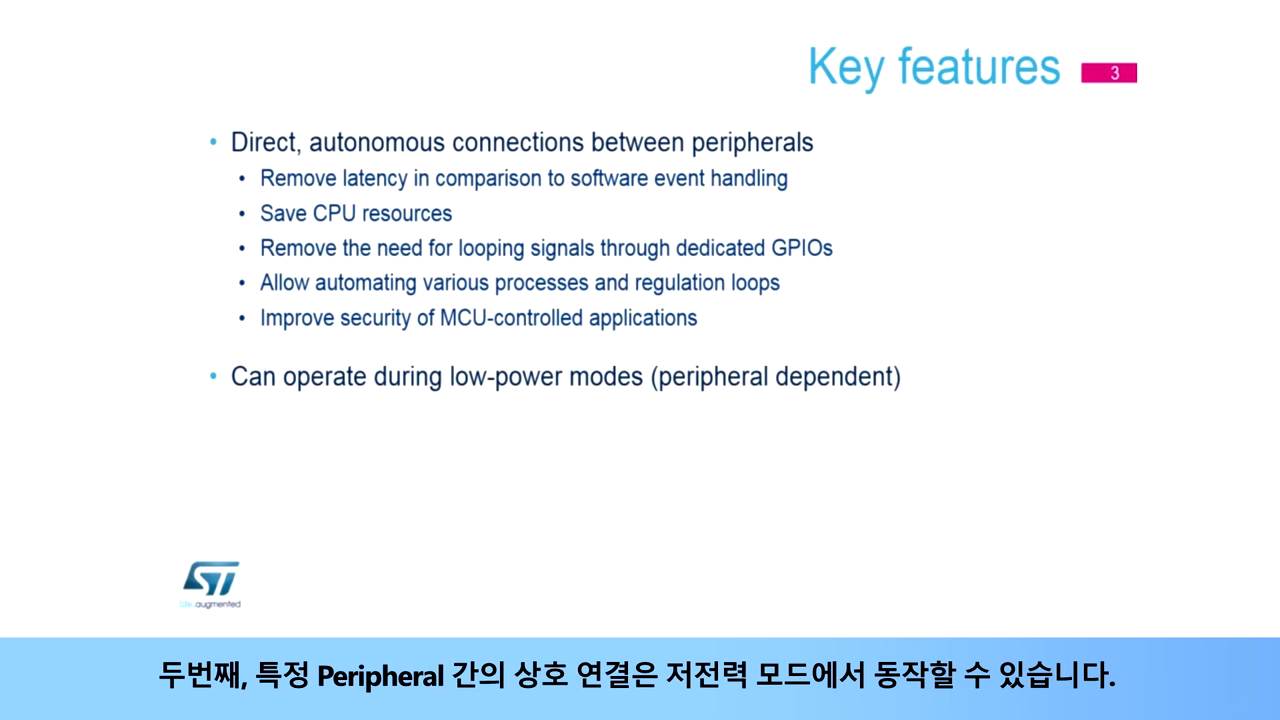 Key features
3
• Direct, autonomous connections between peripherals
• Remove latency in comparison to software event handling
• Save CPU resources
• Remove the need for looping signals through dedicated GPIOs
• Allow automating various processes and regulation loops
• Improve security of MCU-controlled applications
• Can operate during low-power modes (peripheral dependent)
ST
life.augmented
두번째, 특정 Peripheral 간의 상호 연결은 저전력 모드에서 동작할 수 있습니다.